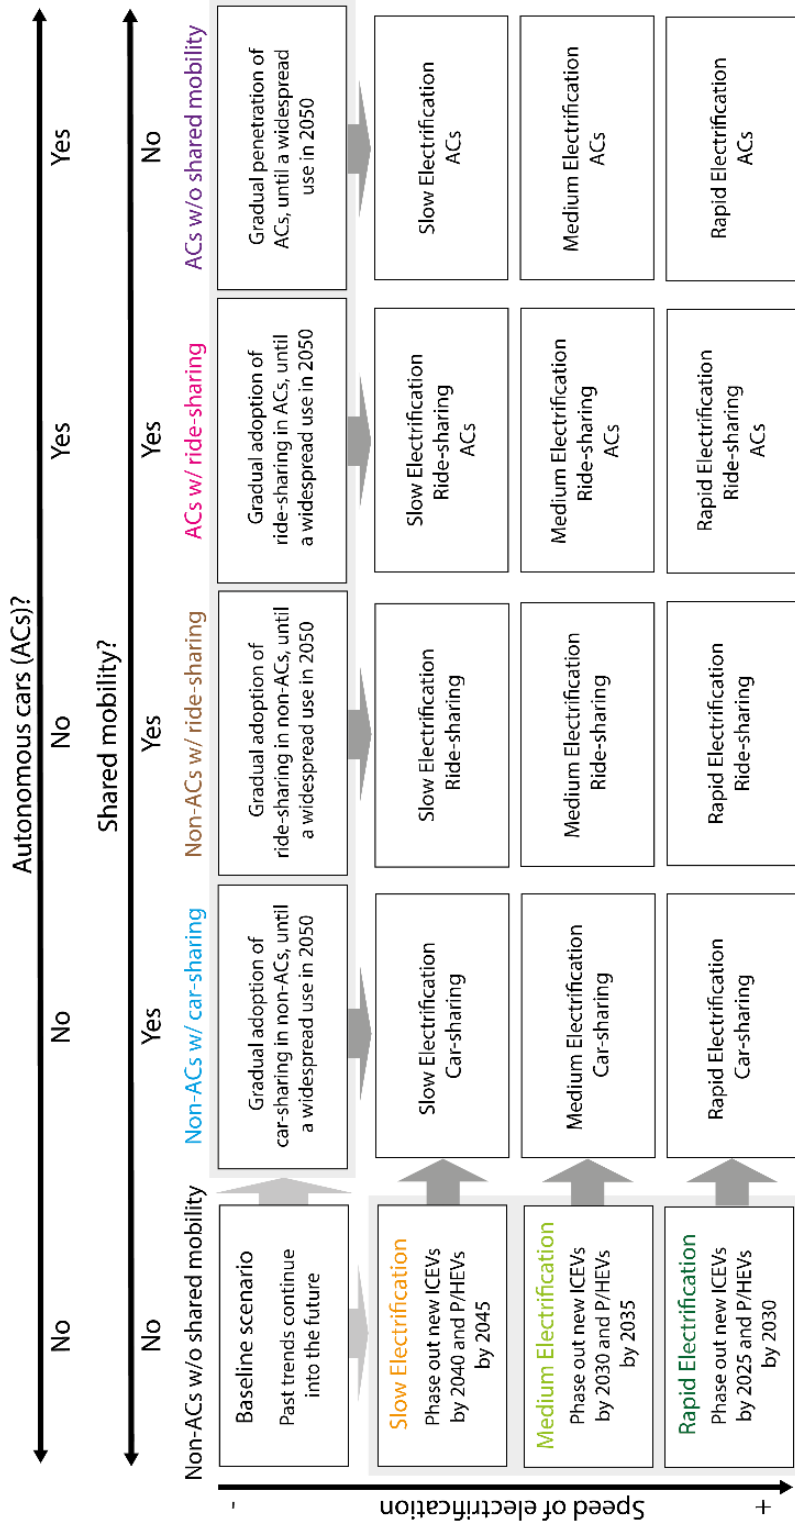 Autonomous cars (ACs)?
No
No
No
Yes
Yes
Shared mobility?
No
Yes
Yes
Yes
No
Non-ACs w/o shared mobility
Non-ACs w/ car-sharing
Non-ACs w/ ride-sharing
ACs w/ ride-sharing
ACs w/o shared mobility
-
Speed of electrification
+
Baseline scenario
Past trends continue
into the future
Gradual adoption of
car-sharing in non-ACs, until
a widespread use in 2050
Gradual adoption of
ride-sharing in non-ACs, until
a widespread use in 2050
Gradual adoption of
ride-sharing in ACs, until
a widespread use in 2050
Gradual penetration of
ACs, until a widespread
use in 2050
Slow Electrification
Phase out new ICEVs
by 2040 and P/HEVs
by 2045
Slow Electrification
Car-sharing
Slow Electrification
Ride-sharing
Slow Electrification
Ride-sharing
ACs
Slow Electrification
ACs
Medium Electrification
Phase out new ICEVs
by 2030 and P/HEVs
by 2035
Medium Electrification
Car-sharing
Medium Electrification
Ride-sharing
Medium Electrification
Ride-sharing
ACs
Medium Electrification
ACs
Rapid Electrification
Phase out new ICEVs
by 2025 and P/HEVs
by 2030
Rapid Electrification
Car-sharing
Rapid Electrification
Ride-sharing
Rapid Electrification
Ride-sharing
ACs
Rapid Electrification
ACs